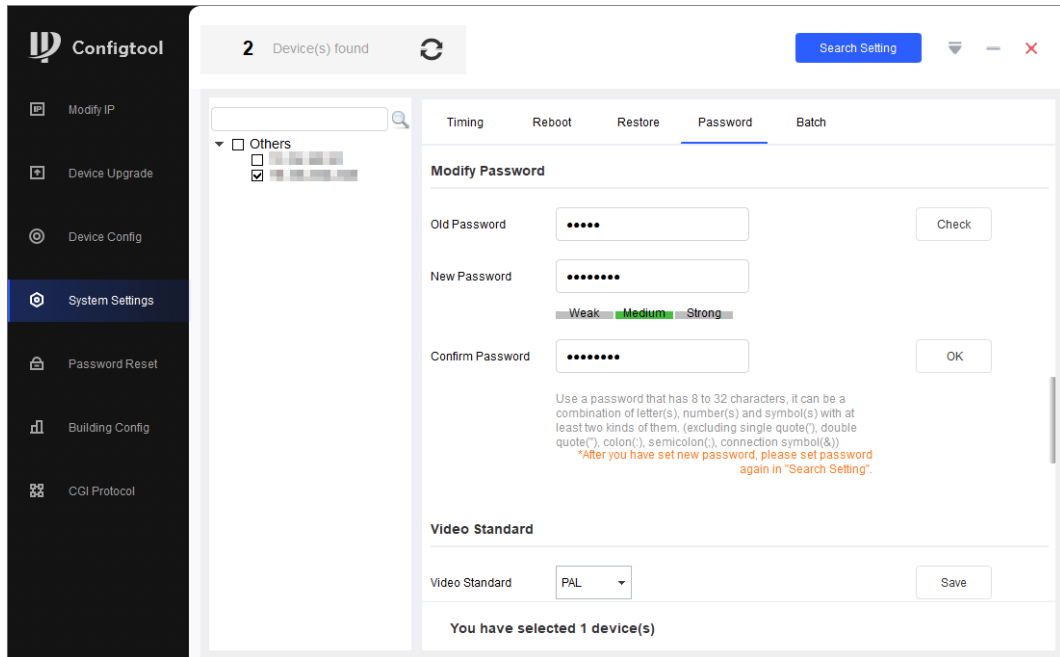 Configtool
2 Device(s) found
Search Setting
Modify IP
Device Upgrade
Device Config
System Settings
Password Reset
Building Config
CGI Protocol
Others
Timing Reboot Restore Password Batch
Modify Password
Old Password ••••• Check
New Password ••••••••
Weak Medium Strong
Confirm Password •••••••• OK
Use a password that has 8 to 32 characters, it can be a
combination of letter(s), number(s) and symbol(s) with at
least two kinds of them. (excluding single quote('), double
quote("), colon(:), semicolon(;), connection symbol(&))
*After you have set new password, please set password
again in "Search Setting".
Video Standard
Video Standard PAL Save
You have selected 1 device(s)